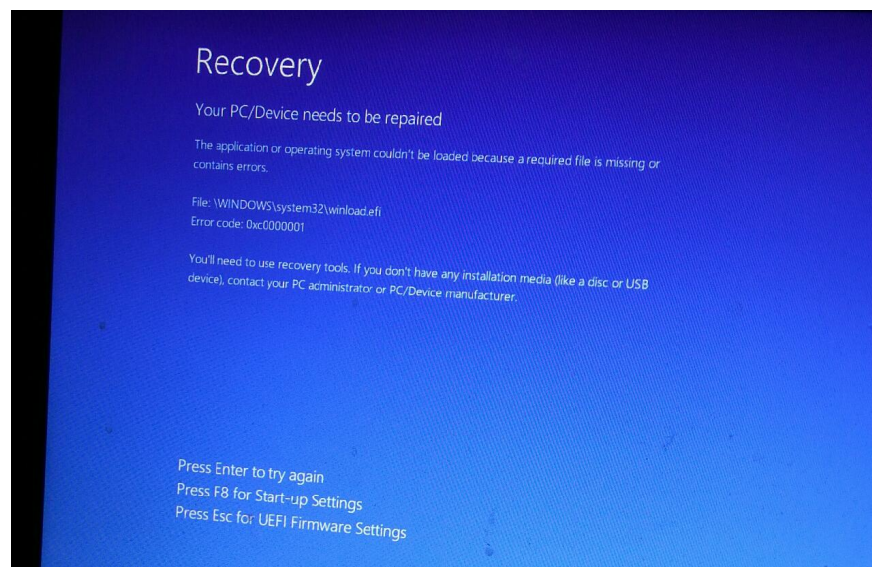 Recovery
Your PC/Device needs to be repaired
The application or operating system couldn't be loaded because a required file is missing or
contains errors.
File: \WINDOWS\system32\winload.efi
Error code: 0xc0000001
You'll need to use recovery tools. If you don't have any installation media (like a disc or USB
device), contact your PC administrator or PC/Device manufacturer.
Press Enter to try again
Press F8 for Start-up Settings
Press Esc for UEFI Firmware Settings